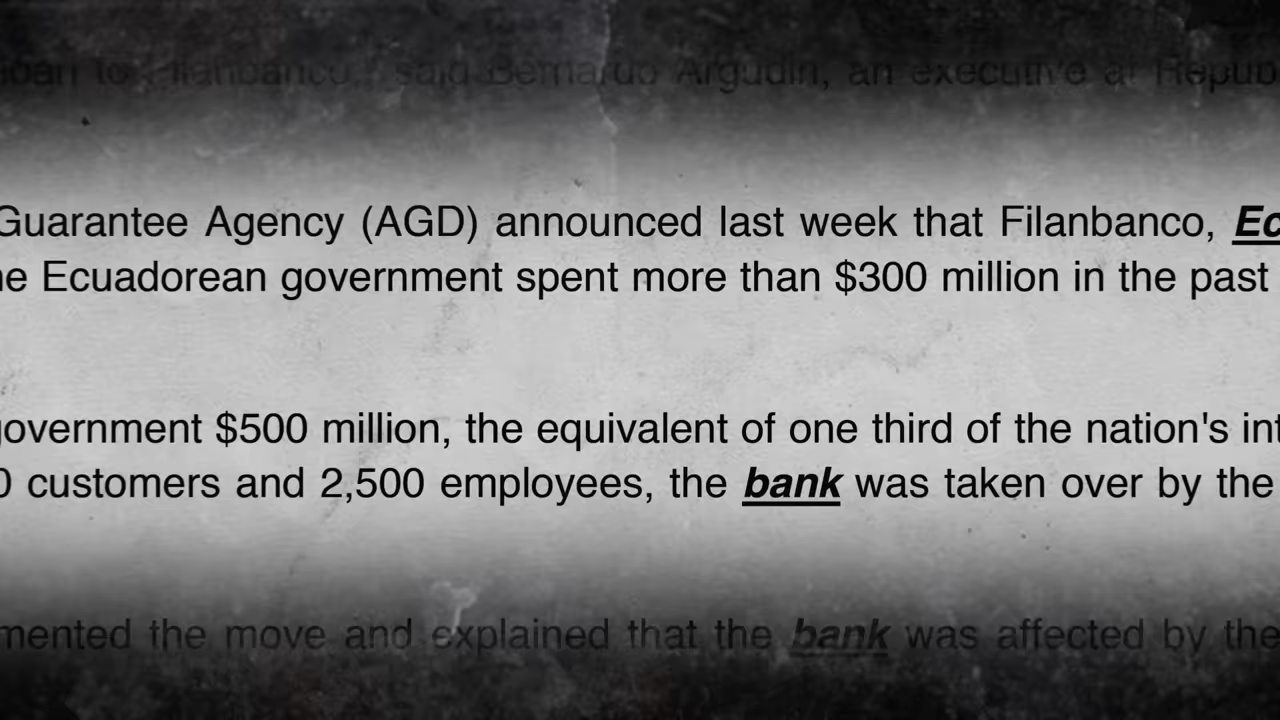 loan to Filanbanco," said Bernardo Argudin, an executive at Repub
Guarantee Agency (AGD) announced last week that Filanbanco, Ec
he Ecuadorean government spent more than $300 million in the past
government $500 million, the equivalent of one third of the nation's int
0 customers and 2,500 employees, the bank was taken over by the
mented the move and explained that the bank was affected by the